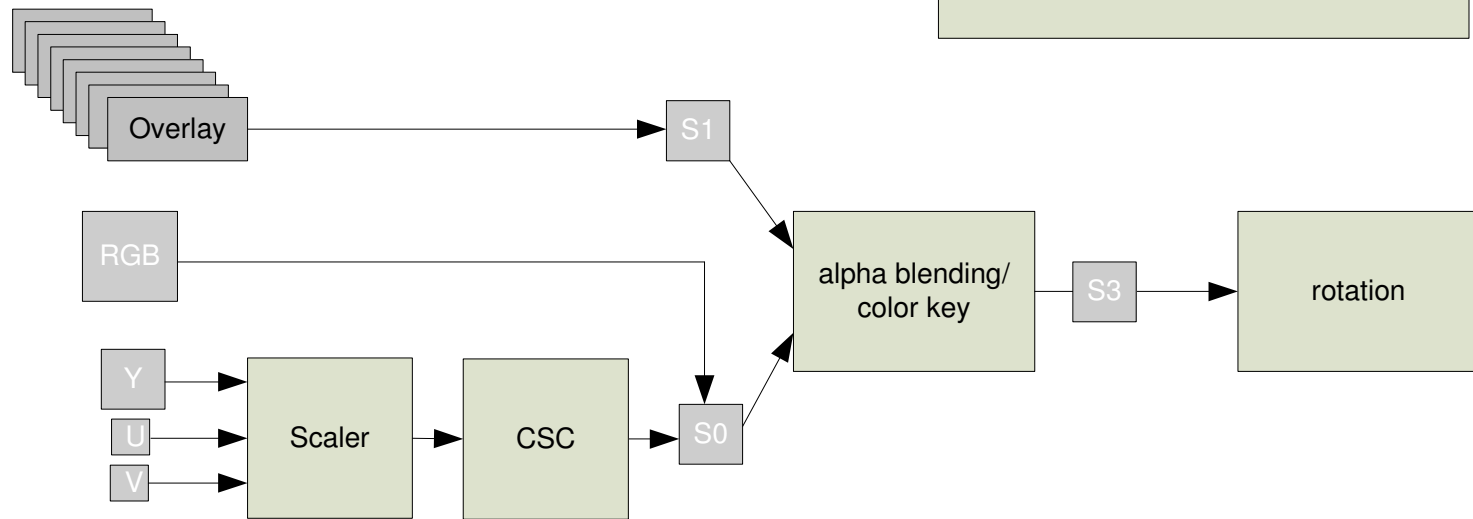 Overlay
S1
RGB
alpha blending/
color key
S3
rotation
Y
U
V
Scaler
CSC
S0